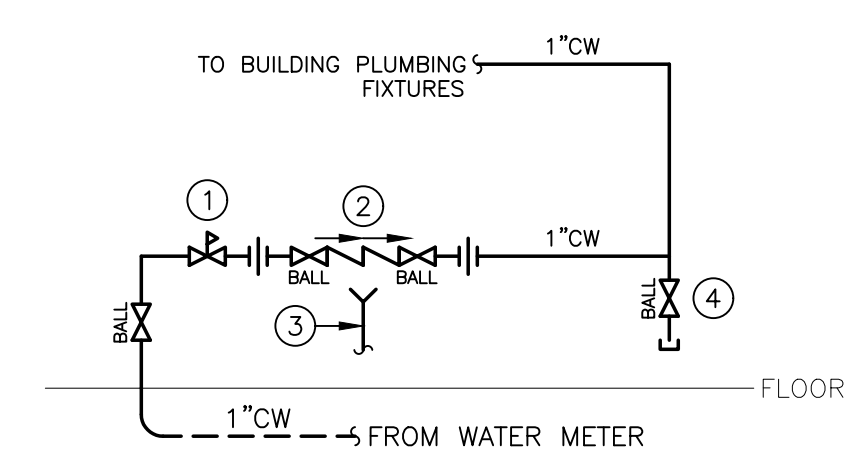 1"CW
TO BUILDING PLUMBING
FIXTURES
1
2
1"CW
BALL
BALL
BALL
BALL
3
4
FLOOR
1"CW
FROM WATER METER